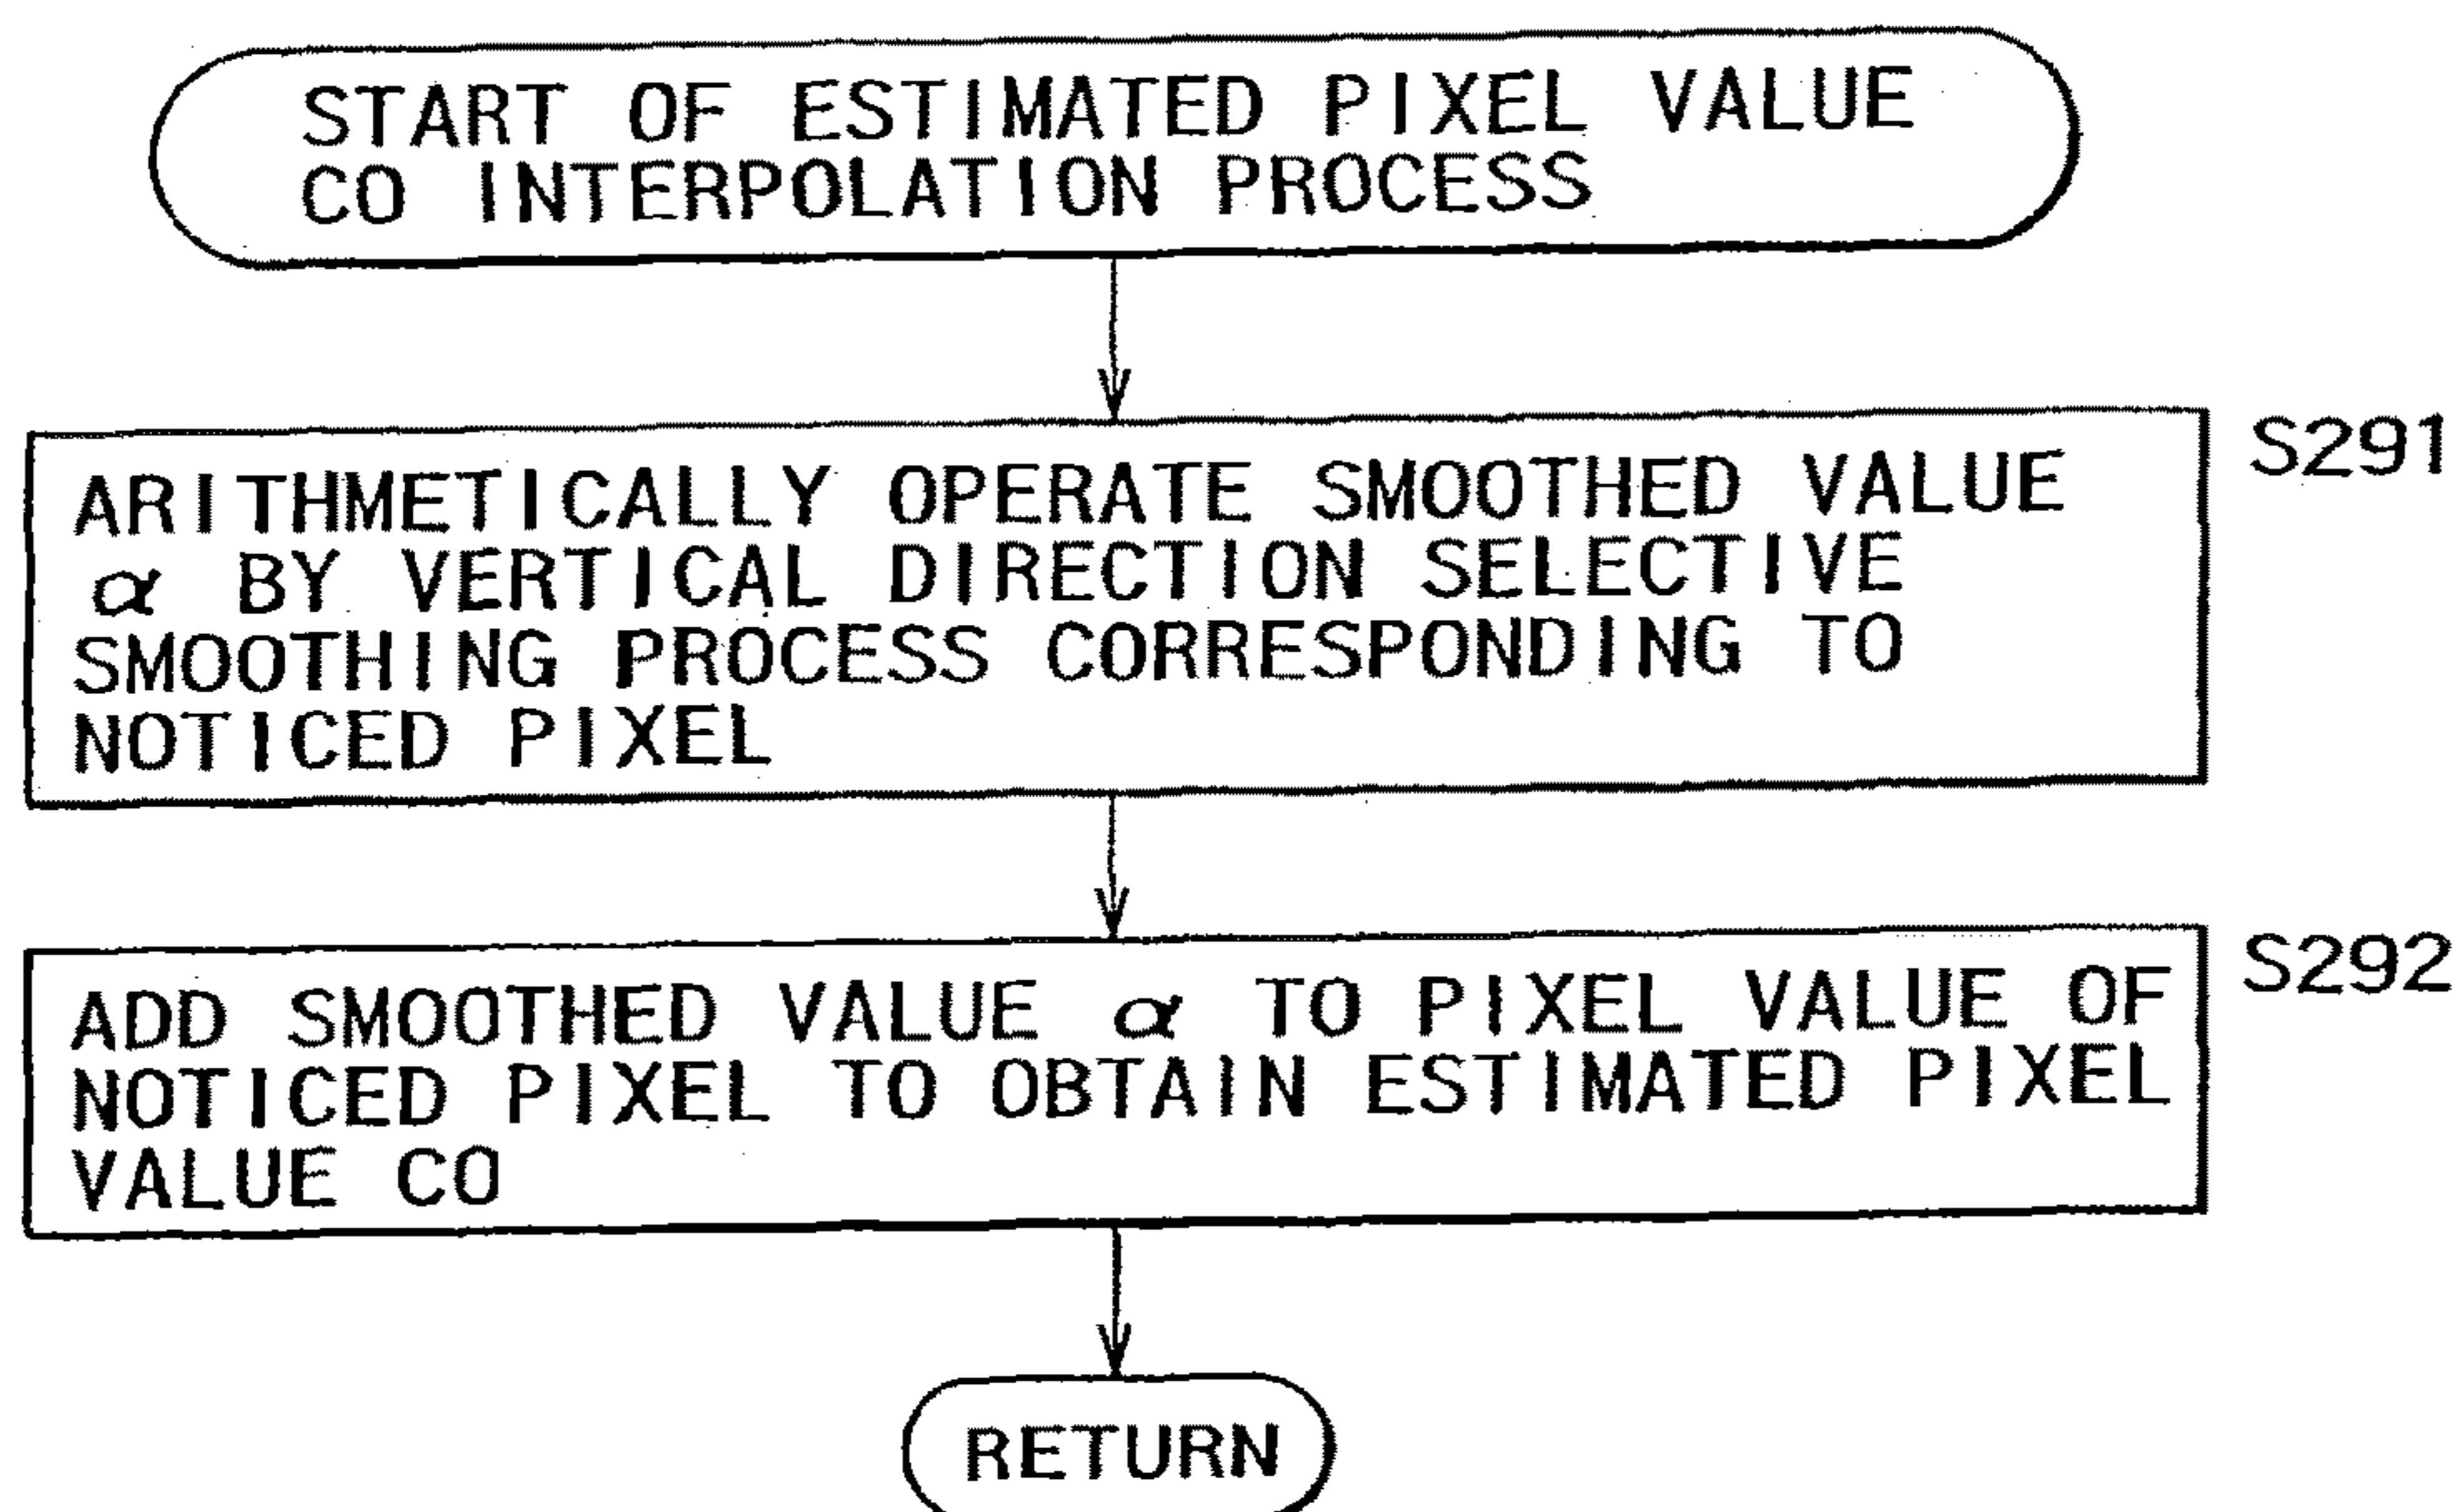 START OF ESTIMATED PIXEL VALUE
CO INTERPOLATION PROCESS
S291
ARITHMETICALLY OPERATE SMOOTHED VALUE
α BY VERTICAL DIRECTION SELECTIVE
SMOOTHING PROCESS CORRESPONDING TO
NOTICED PIXEL
S292
ADD SMOOTHED VALUE α TO PIXEL VALUE OF
NOTICED PIXEL TO OBTAIN ESTIMATED PIXEL
VALUE CO
RETURN